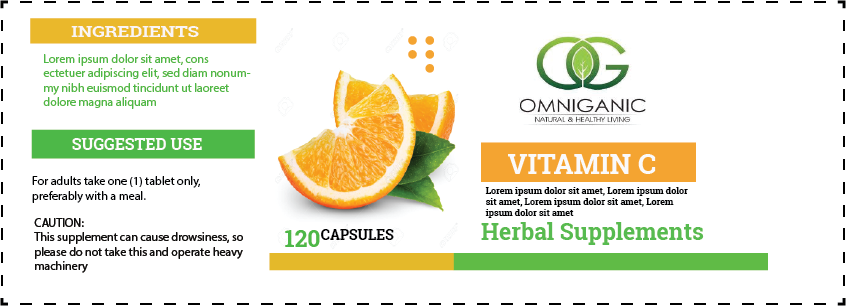 INGREDIENTS
Lorem ipsum dolor sit amet, cons
ectetuer adipiscing elit, sed diam nonum-
my nibh euismod tincidunt ut laoreet
dolore magna aliquam
SUGGESTED USE
For adults take one (1) tablet only,
preferably with a meal.
CAUTION:
This supplement can cause drowsiness, so
please do not take this and operate heavy
machinery
120 CAPSULES
OG
OMNIGANIC
NATURAL & HEALTHY LIVING
VITAMIN C
Lorem ipsum dolor sit amet, Lorem ipsum dolor
sit amet, Lorem ipsum dolor sit amet, Lorem
ipsum dolor sit amet
Herbal Supplements